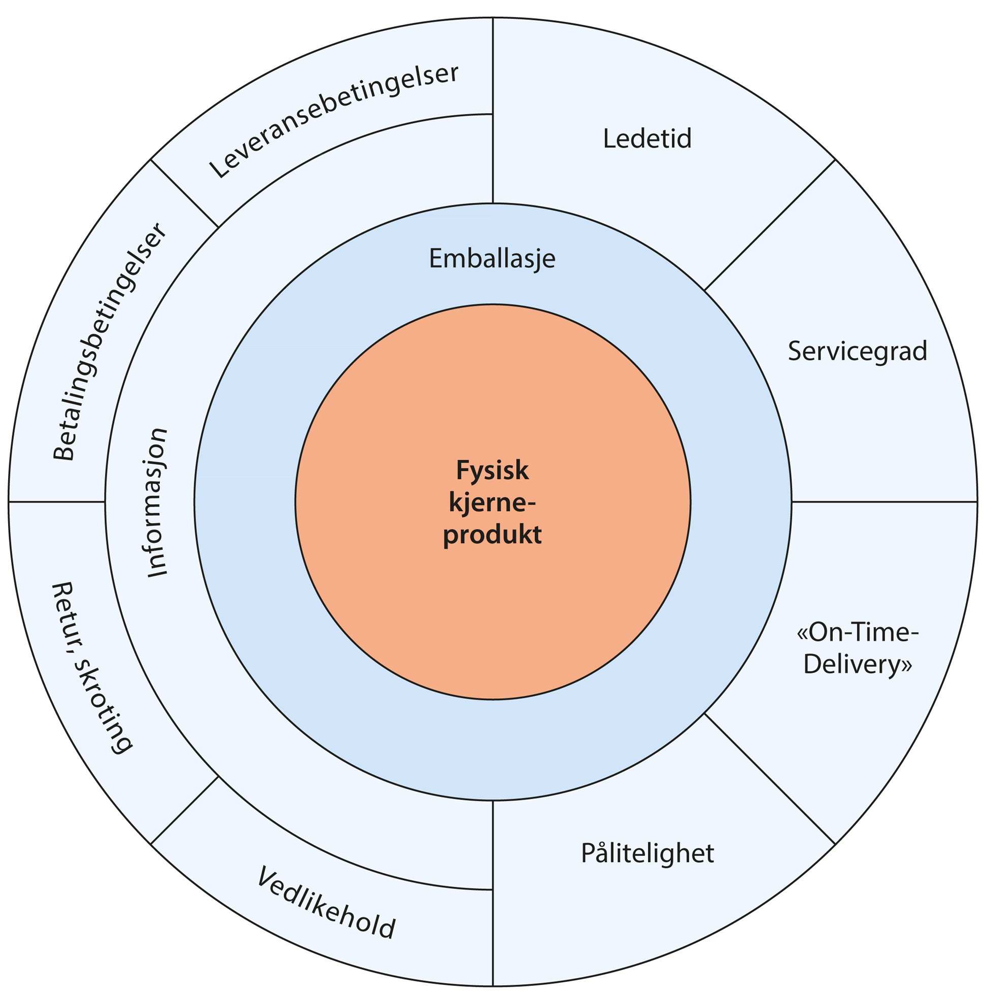 Leveransebetingelser
Ledetid
Betalingsbetingelser
Emballasje
Servicegrad
Informasjon
Fysisk
kjerne-
produkt
Retur, skroting
«On-Time-
Delivery»
Pålitelighet
Vedlikehold